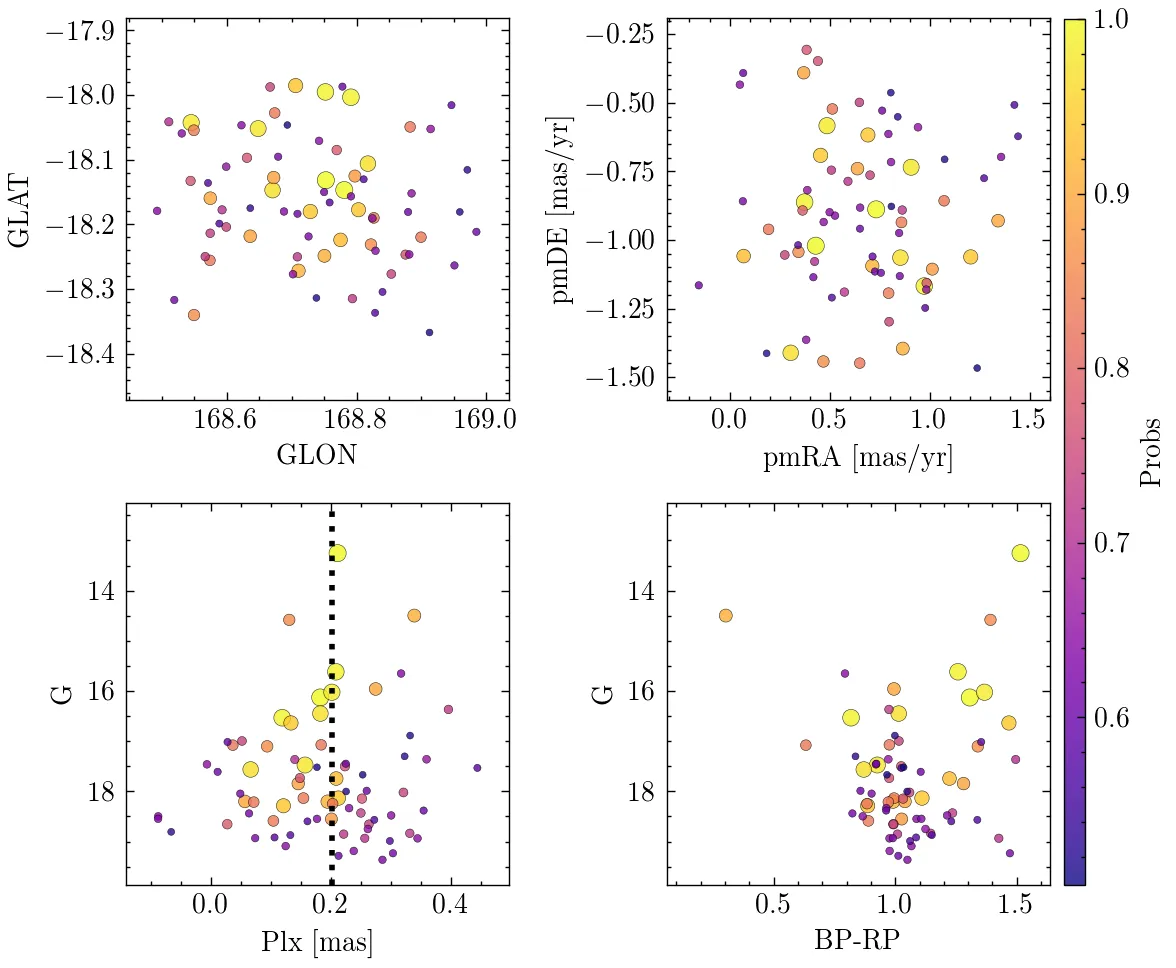 −17.9
−18.0
−18.1
−18.2
−18.3
−18.4
GLAT
168.6 168.8 169.0
GLON
−0.25
−0.50
−0.75
−1.00
−1.25
−1.50
pmDE [mas/yr]
0.0 0.5 1.0 1.5
pmRA [mas/yr]
14
16
18
G
0.0 0.2 0.4
Plx [mas]
14
16
18
G
0.5 1.0 1.5
BP-RP
1.0
0.9
0.8
0.7
0.6
Probs